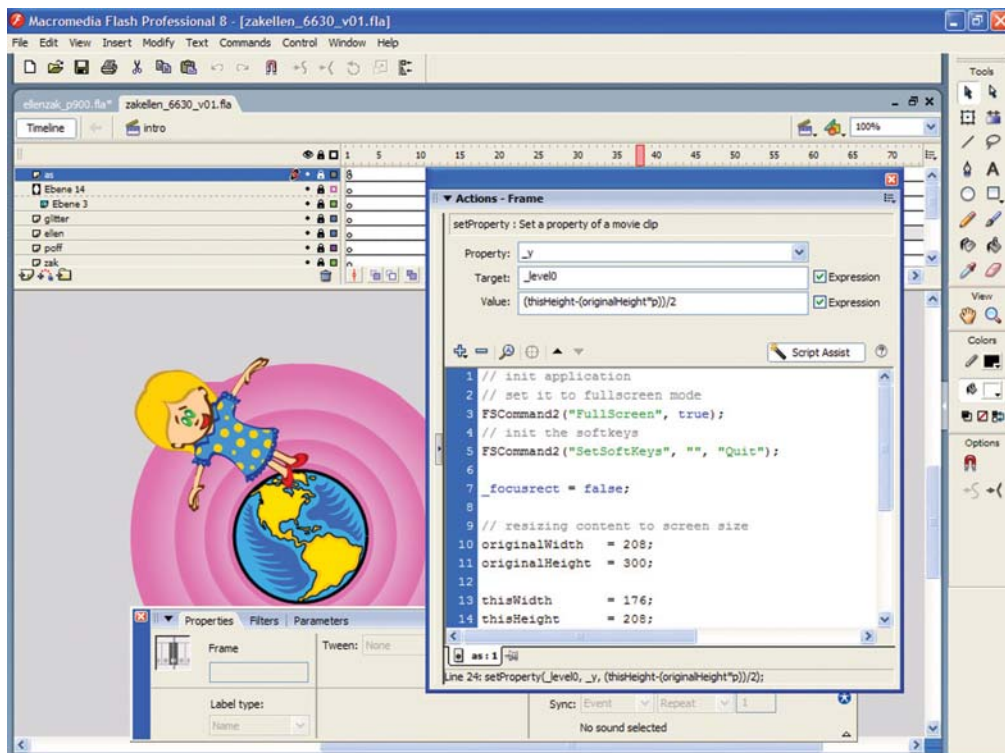 Macromedia Flash Professional 8 - [zakellen_6630_v01.fla]
File Edit View Insert Modify Text Commands Control Window Help
ellenzak_p900.fla* zakellen_6630_v01.fla
Timeline intro 100%
1 5 10 15 20 25 30 35 40 45 50 55 60 65 70
as
Ebene 14
Ebene 3
glitter
ellen
poff
zak
Actions - Frame
setProperty : Set a property of a movie clip
Property: _y
Target: _level0 Expression
Value: (thisHeight-(originalHeight*p))/2 Expression
Script Assist
1 // init application
2 // set it to fullscreen mode
3 FSCommand2("FullScreen", true);
4 // init the softkeys
5 FSCommand2("SetSoftKeys", "", "Quit");
6
7 _focusrect = false;
8
9 // resizing content to screen size
10 originalWidth = 208;
11 originalHeight = 300;
12
13 thisWidth = 176;
14 thisHeight = 208;
as : 1
Line 24: setProperty(_level0, _y, (thisHeight-(originalHeight*p))/2);
Properties Filters Parameters
Frame
Tween: None
Label type:
Name
Sync: Event Repeat 1
No sound selected
Tools
A
View
Colors
Options